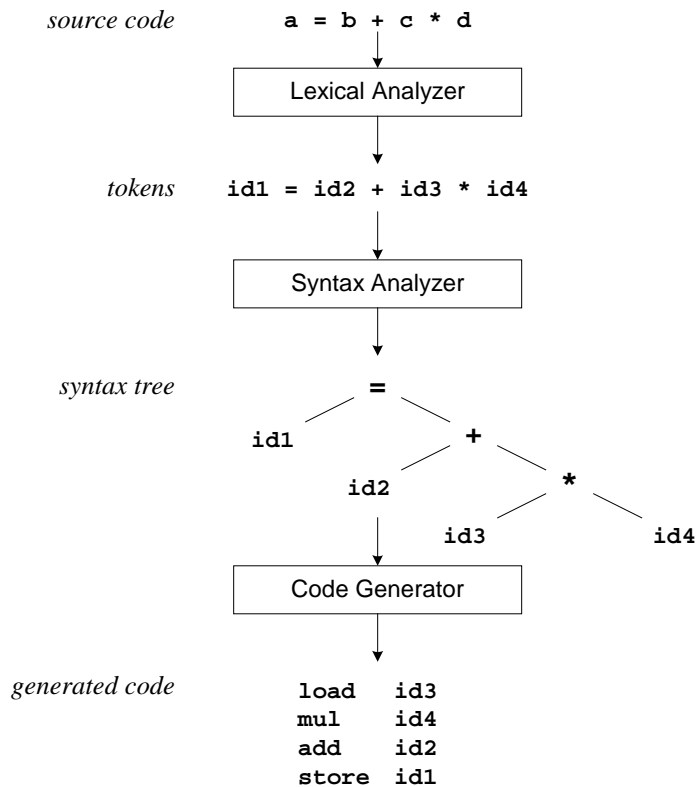 source code a = b + c * d
Lexical Analyzer
tokens id1 = id2 + id3 * id4
Syntax Analyzer
syntax tree =
id1 +
id2 *
id3 id4
Code Generator
generated code load id3
mul id4
add id2
store id1